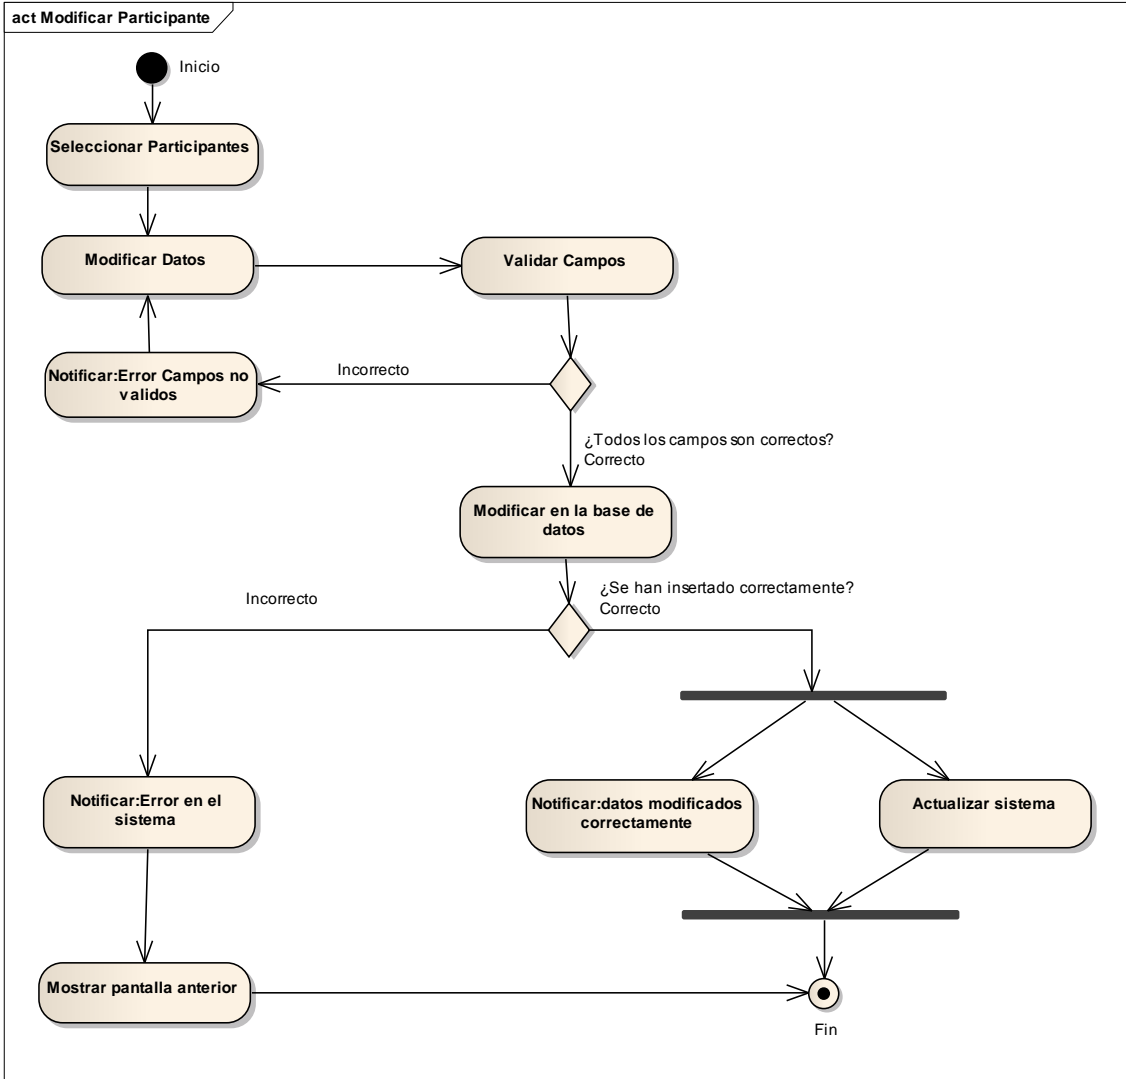 act Modificar Participante
Inicio
Seleccionar Participantes
Modificar Datos
Validar Campos
Notificar:Error Campos no
validos
Incorrecto
¿Todos los campos son correctos?
Correcto
Modificar en la base de
datos
¿Se han insertado correctamente?
Correcto
Incorrecto
Notificar:Error en el
sistema
Notificar:datos modificados
correctamente
Actualizar sistema
Mostrar pantalla anterior
Fin